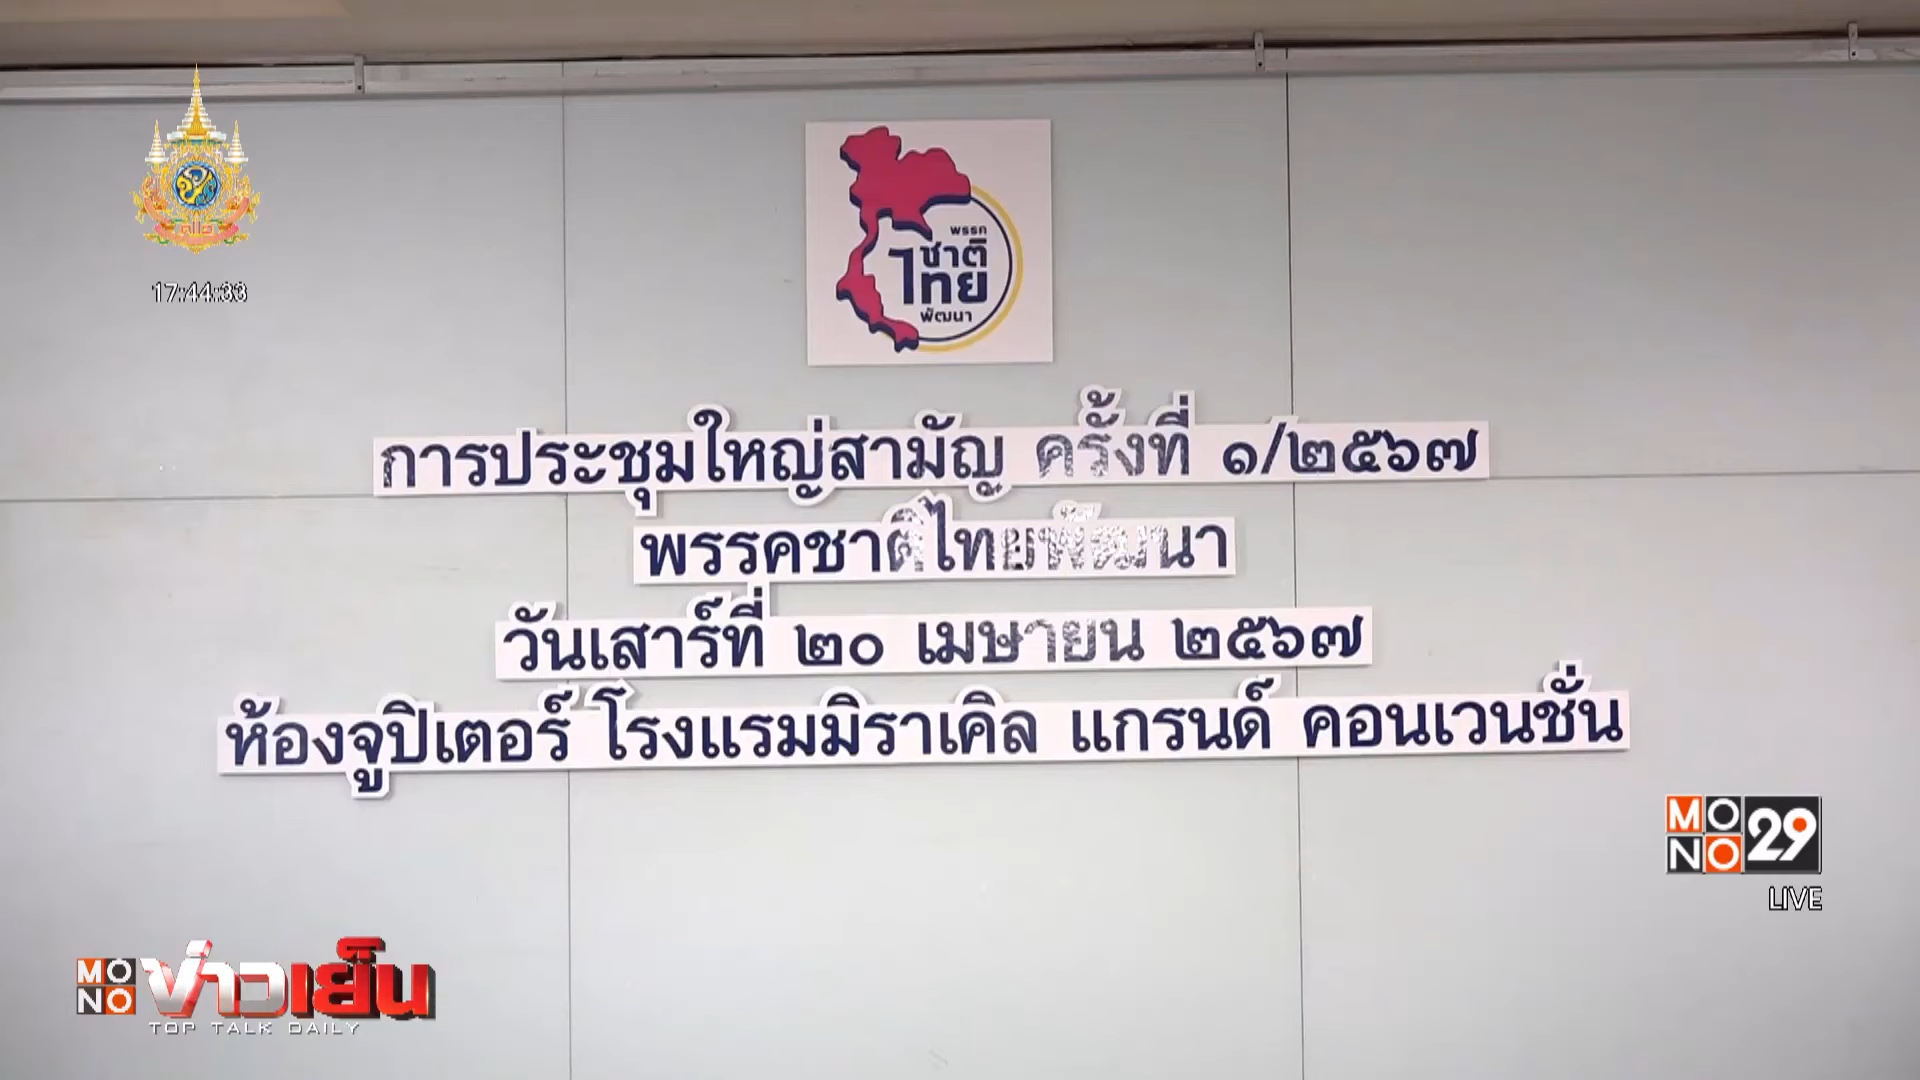 17:44:33
พรรค
ชาติ
ไทย
พัฒนา
การประชุมใหญ่สามัญ ครั้งที่ ๑/๒๕๖๗
พรรคชาติไทยพัฒนา
วันเสาร์ที่ ๒๐ เมษายน ๒๕๖๗
ห้องจูปิเตอร์ โรงแรมมิราเคิล แกรนด์ คอนเวนชั่น
MONO 29
LIVE
MONO ข่าวเย็น
TOP TALK DAILY